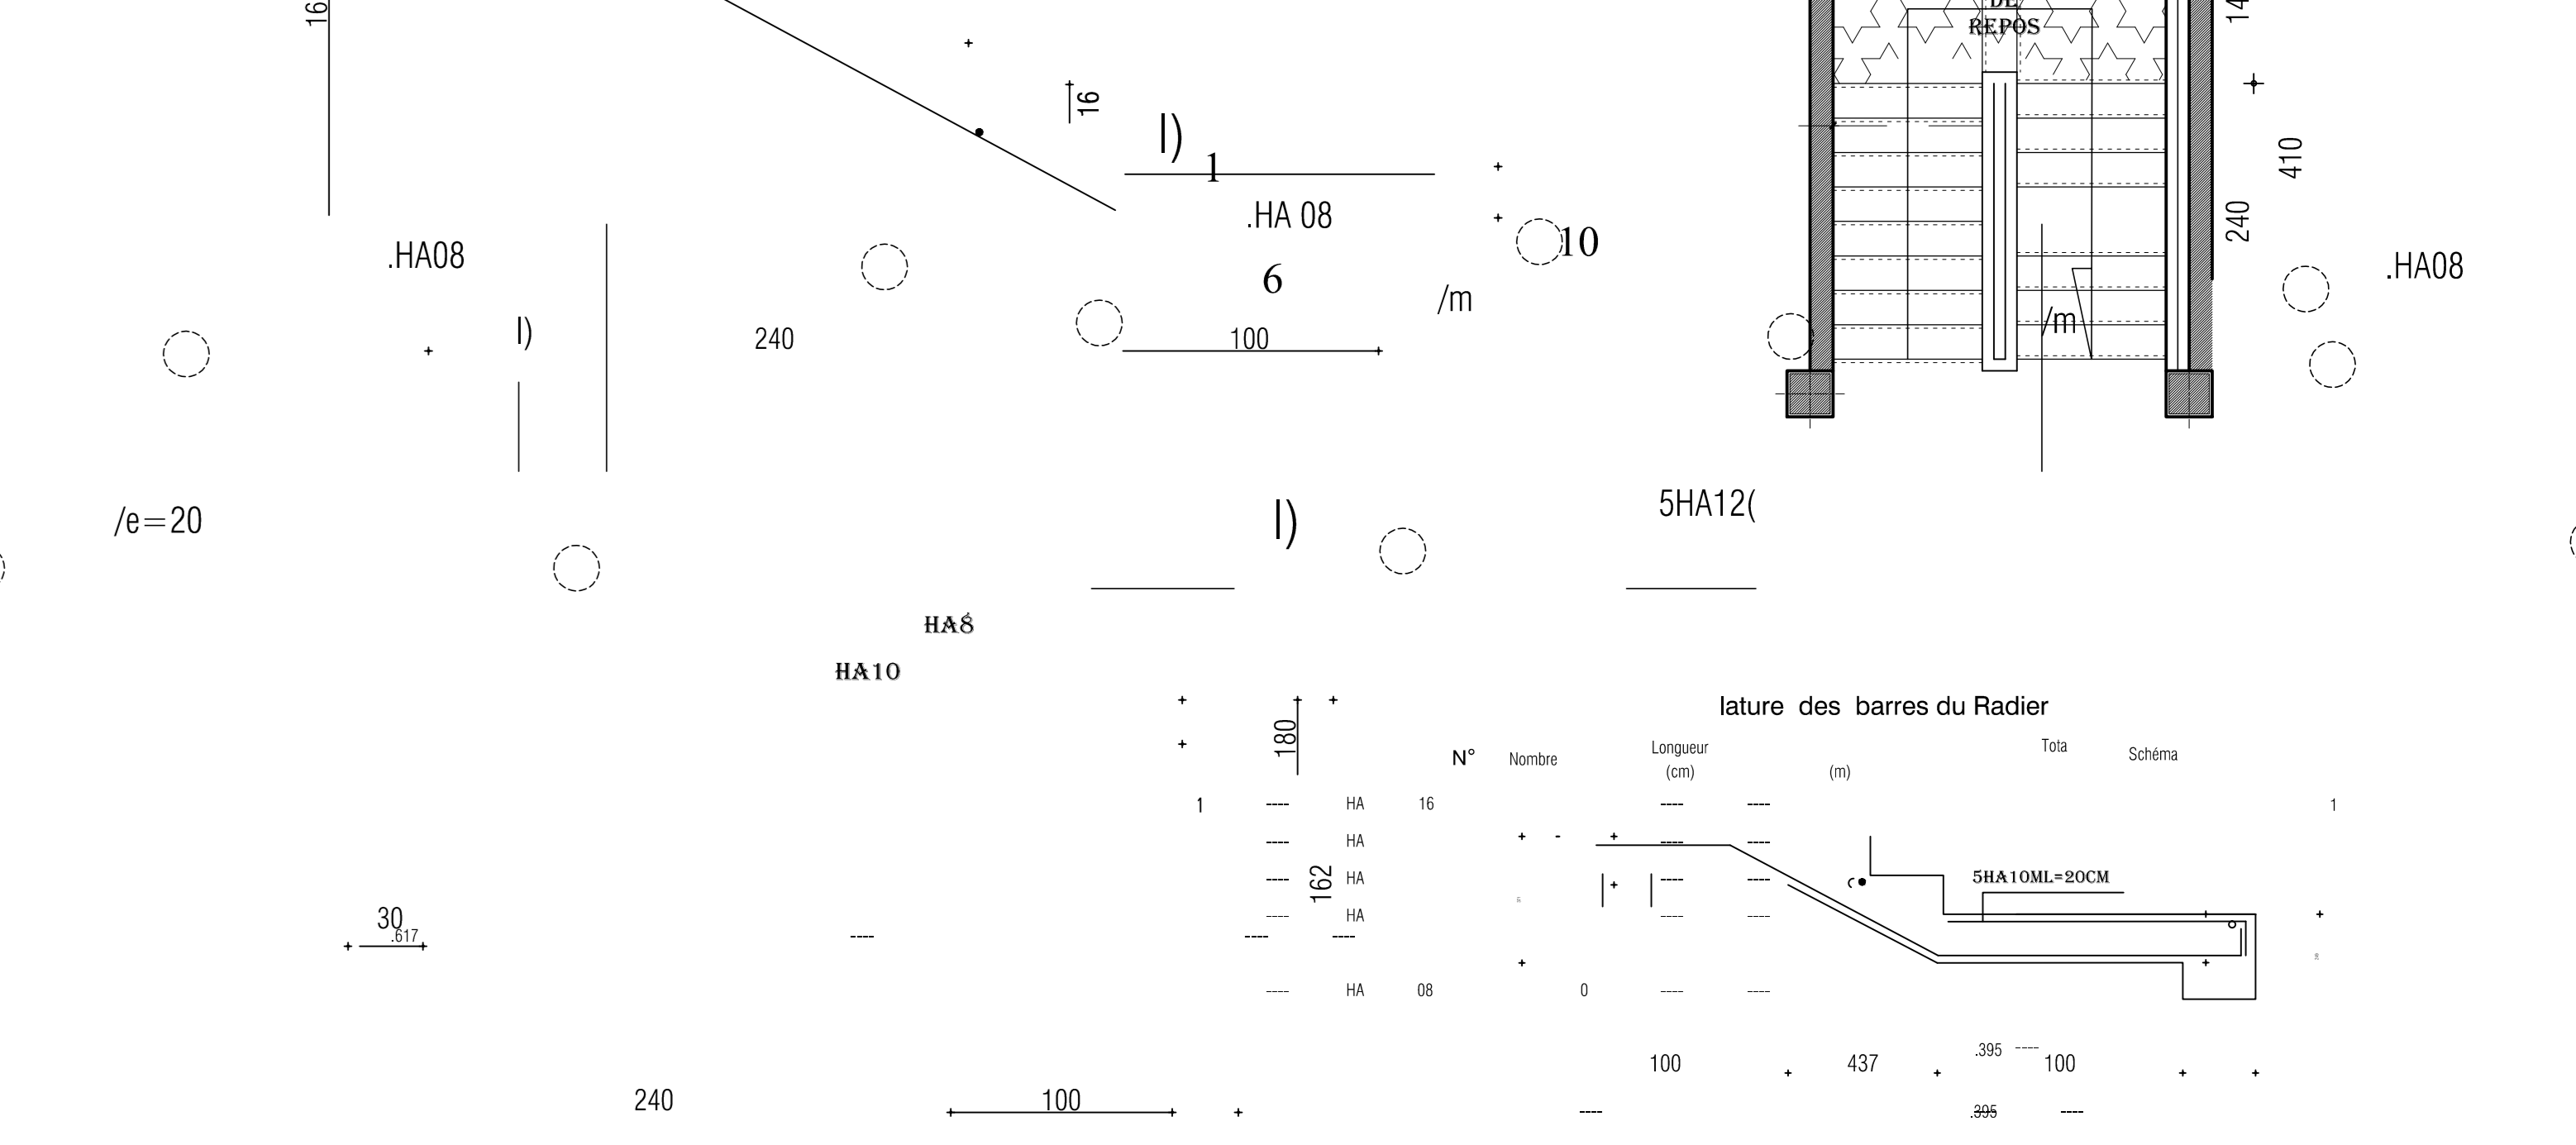 16
DE
REPOS
14
16
l)
1
.HA 08
10
410
240
.HA08
.HA08
6
/m
/m
l)
240
100
/e=20
l)
5HA12(
HA8
HA10
lature des barres du Radier
180
N°
Nombre
Longueur
(cm)
(m)
Tota
Schéma
1
----
HA
16
----
----
1
----
HA
----
----
162
----
HA
----
----
5HA10ML=20CM
----
HA
----
----
30
.617
----
----
----
----
HA
08
0
----
----
.395
----
100
437
100
240
100
----
.395
----